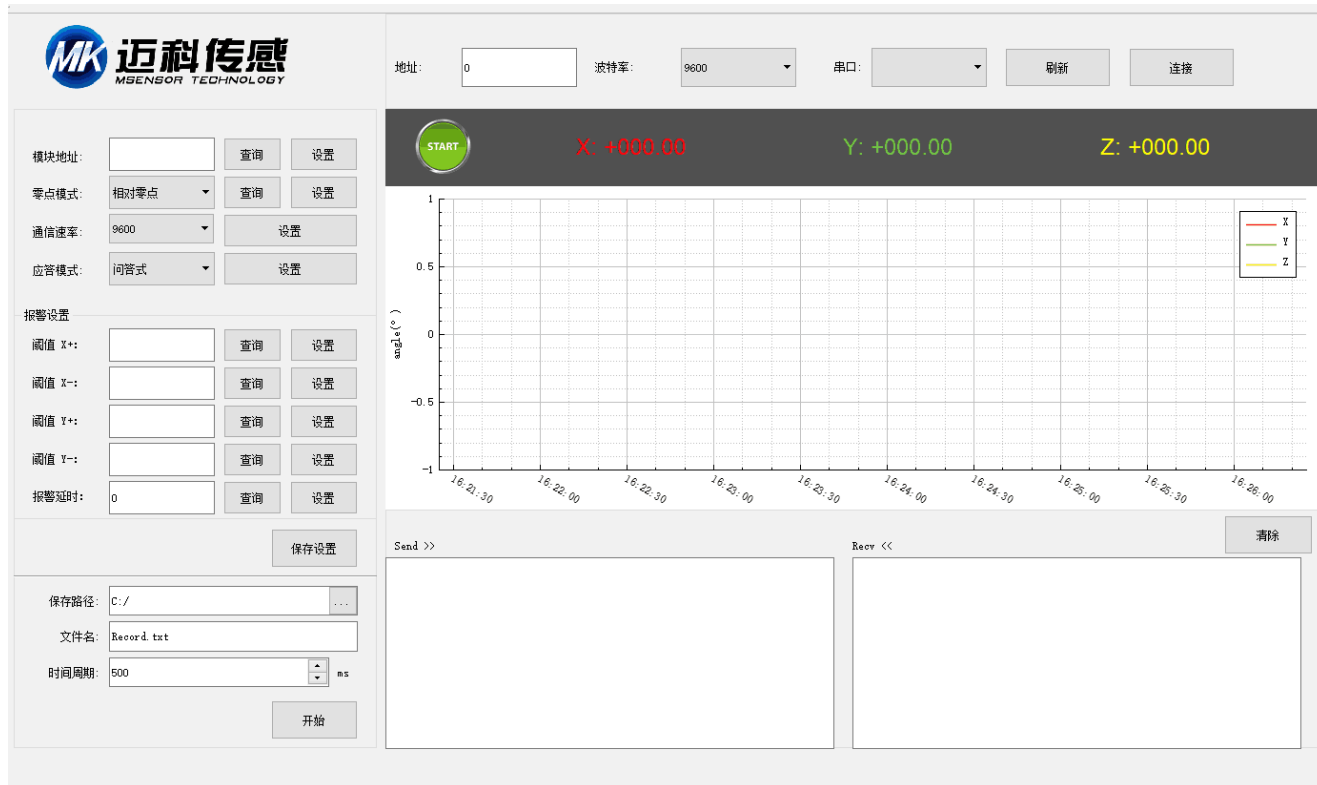 MK 迈科传感
MSENSOR TECHNOLOGY
地址: 0 波特率: 9600 串口: 刷新 连接
START X: +000.00 Y: +000.00 Z: +000.00
模块地址: 查询 设置
零点模式: 相对零点 查询 设置
通信速率: 9600 设置
应答模式: 问答式 设置
报警设置
阈值 X+: 查询 设置
阈值 X-: 查询 设置
阈值 Y+: 查询 设置
阈值 Y-: 查询 设置
报警延时: 0 查询 设置
保存设置
保存路径: C:/ ...
文件名: Record.txt
时间周期: 500 ms
开始
1
0.5
0
-0.5
-1
angle(°)
X
Y
Z
16:21:30 16:22:00 16:22:30 16:23:00 16:23:30 16:24:00 16:24:30 16:25:00 16:25:30 16:26:00
Send >> Recv << 清除